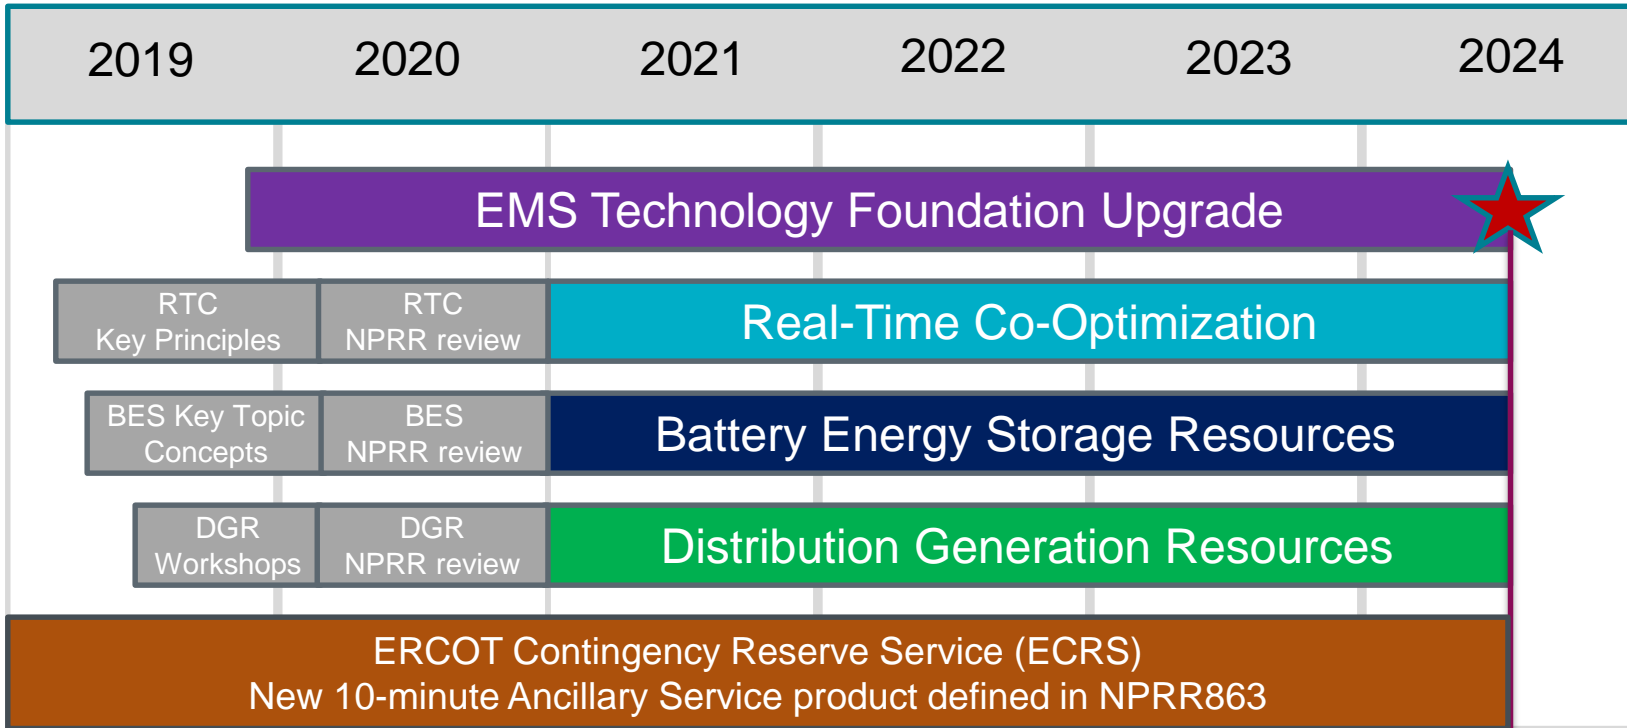 2019 2020 2021 2022 2023 2024
EMS Technology Foundation Upgrade
RTC
Key Principles
RTC
NPRR review
Real-Time Co-Optimization
BES Key Topic
Concepts
BES
NPRR review
Battery Energy Storage Resources
DGR
Workshops
DGR
NPRR review
Distribution Generation Resources
ERCOT Contingency Reserve Service (ECRS)
New 10-minute Ancillary Service product defined in NPRR863